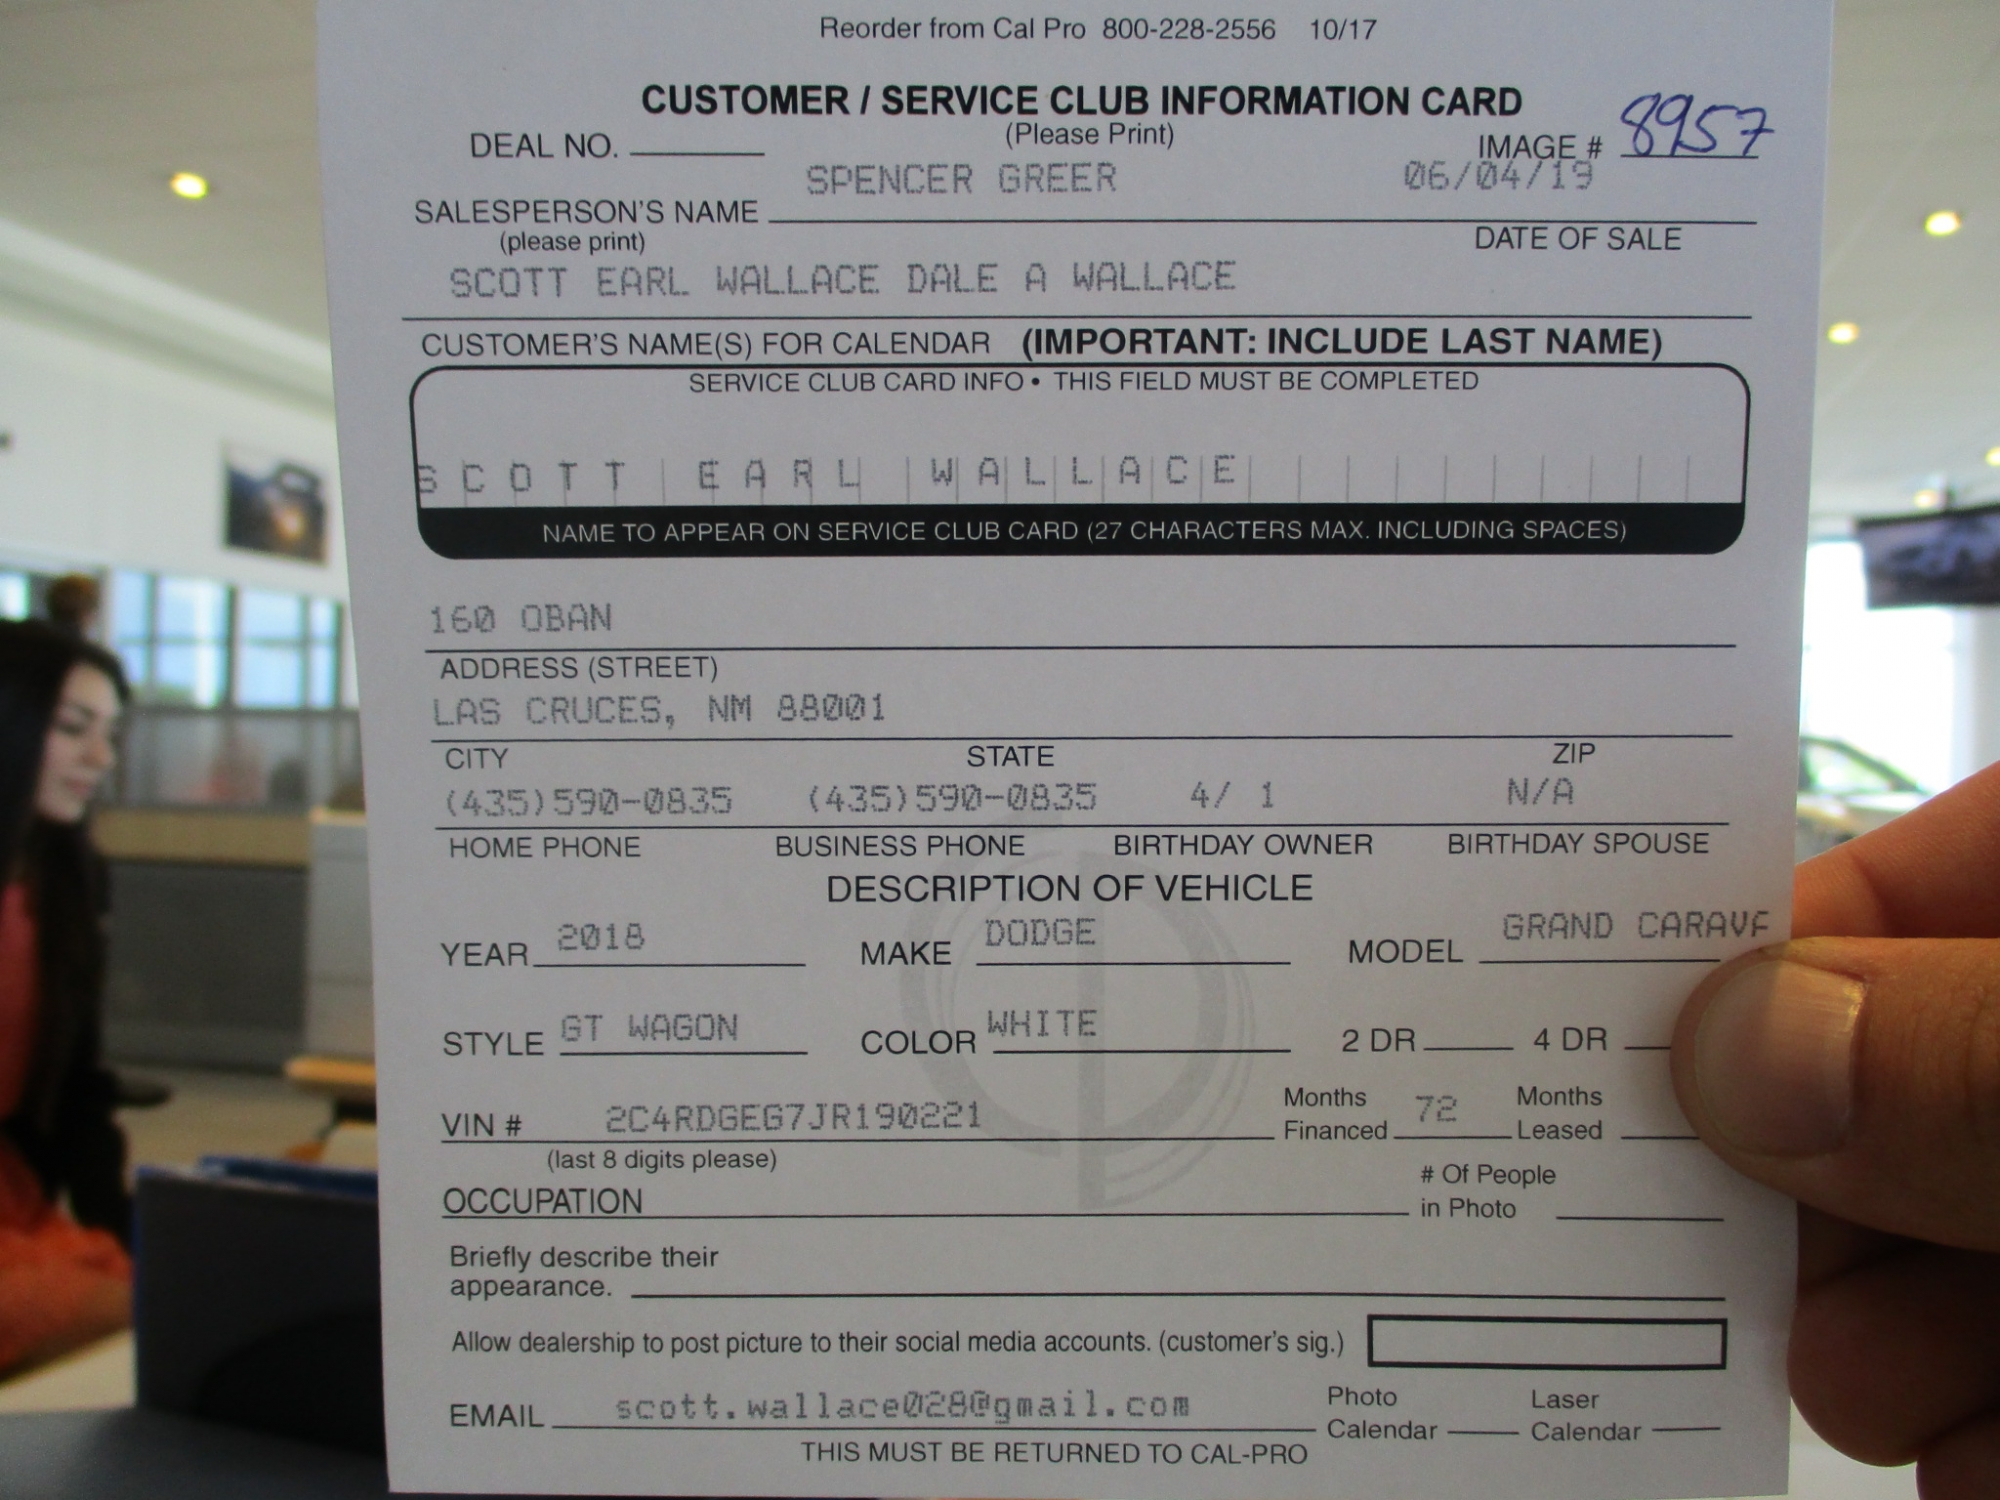 Reorder from Cal Pro 800-228-2556 10/17
CUSTOMER / SERVICE CLUB INFORMATION CARD
(Please Print)
DEAL NO. IMAGE # 8957
SPENCER GREER 06/04/19
SALESPERSON'S NAME
(please print) DATE OF SALE
SCOTT EARL WALLACE DALE A WALLACE
CUSTOMER'S NAME(S) FOR CALENDAR (IMPORTANT: INCLUDE LAST NAME)
SERVICE CLUB CARD INFO • THIS FIELD MUST BE COMPLETED
SCOTT EARL WALLACE
NAME TO APPEAR ON SERVICE CLUB CARD (27 CHARACTERS MAX. INCLUDING SPACES)
160 OBAN
ADDRESS (STREET)
LAS CRUCES, NM 88001
CITY STATE ZIP
(435)590-0835 (435)590-0835 4/ 1 N/A
HOME PHONE BUSINESS PHONE BIRTHDAY OWNER BIRTHDAY SPOUSE
DESCRIPTION OF VEHICLE
YEAR 2018 MAKE DODGE MODEL GRAND CARAV
STYLE GT WAGON COLOR WHITE 2 DR 4 DR
VIN # 2C4RDGEG7JR190221 Months Financed 72 Months Leased
(last 8 digits please)
OCCUPATION # Of People in Photo
Briefly describe their
appearance.
Allow dealership to post picture to their social media accounts. (customer's sig.)
EMAIL scott.wallace028@gmail.com Photo Calendar Laser Calendar
THIS MUST BE RETURNED TO CAL-PRO